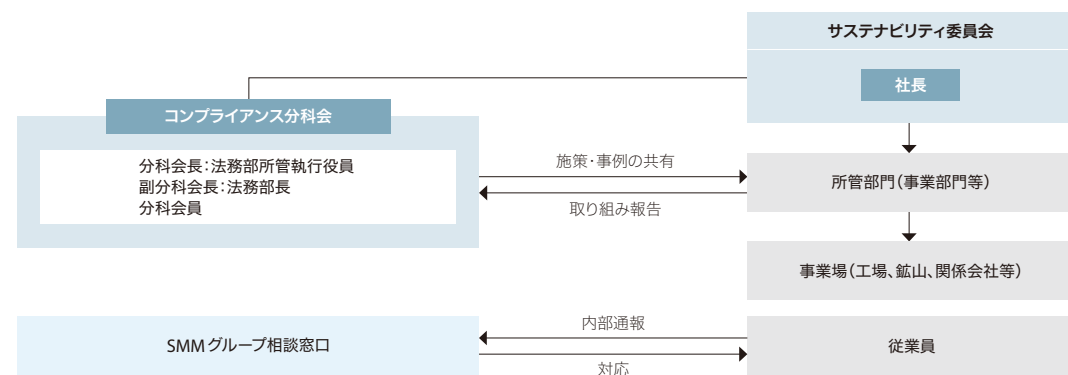 サステナビリティ委員会
社長
コンプライアンス分科会
分科会長:法務部所管執行役員
副分科会長:法務部長
分科会員
施策・事例の共有
取り組み報告
所管部門(事業部門等)
事業場(工場、鉱山、関係会社等)
SMMグループ相談窓口
内部通報
対応
従業員